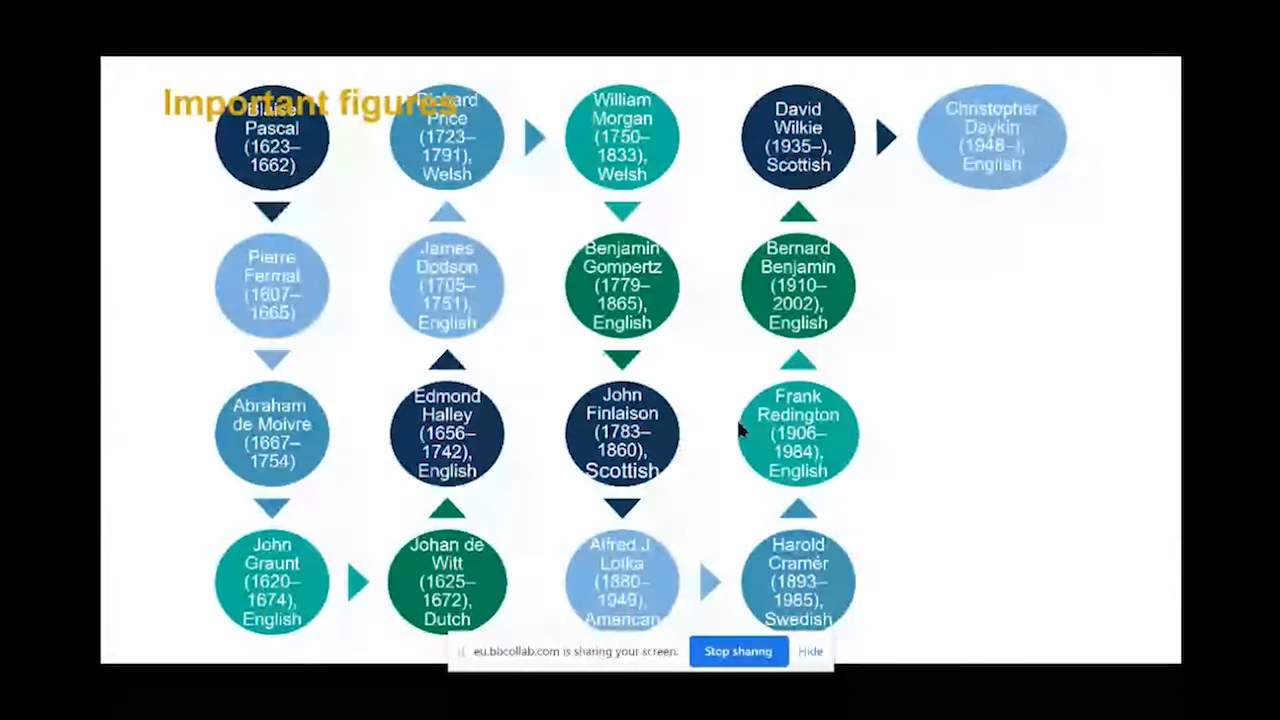 Important figures
Blaise
Pascal
(1623–
1662)
Pierre
Fermat
(1607–
1665)
Abraham
de Moivre
(1667–
1754)
John
Graunt
(1620–
1674),
English
Johan de
Witt
(1625–
1672),
Dutch
Edmond
Halley
(1656–
1742),
English
James
Dodson
(1705–
1751),
English
Richard
Price
(1723–
1791),
Welsh
William
Morgan
(1750–
1833),
Welsh
Benjamin
Gompertz
(1779–
1865),
English
John
Finlaison
(1783–
1860),
Scottish
Alfred J.
Lotka
(1880–
1949),
American
Harold
Cramér
(1893–
1985),
Swedish
Frank
Redington
(1906–
1984),
English
Bernard
Benjamin
(1910–
2002),
English
David
Wilkie
(1935–),
Scottish
Christopher
Daykin
(1948–),
English
eu.bbcollab.com is sharing your screen.
Stop sharing
Hide